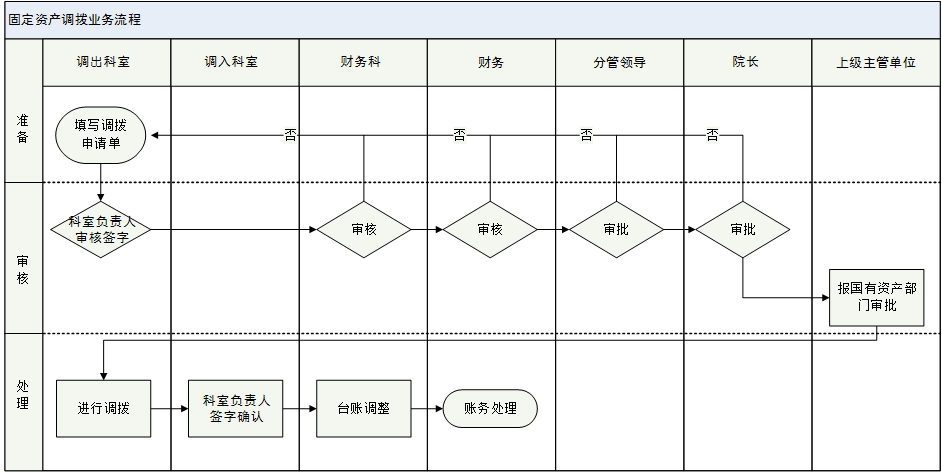 固定资产调拨业务流程
调出科室
调入科室
财务科
财务
分管领导
院长
上级主管单位
准
备
填写调拨
申请单
否
否
否
否
审
核
科室负责人
审核签字
审核
审核
审批
审批
报国有资产部
门审批
处
理
进行调拨
科室负责人
签字确认
台账调整
账务处理